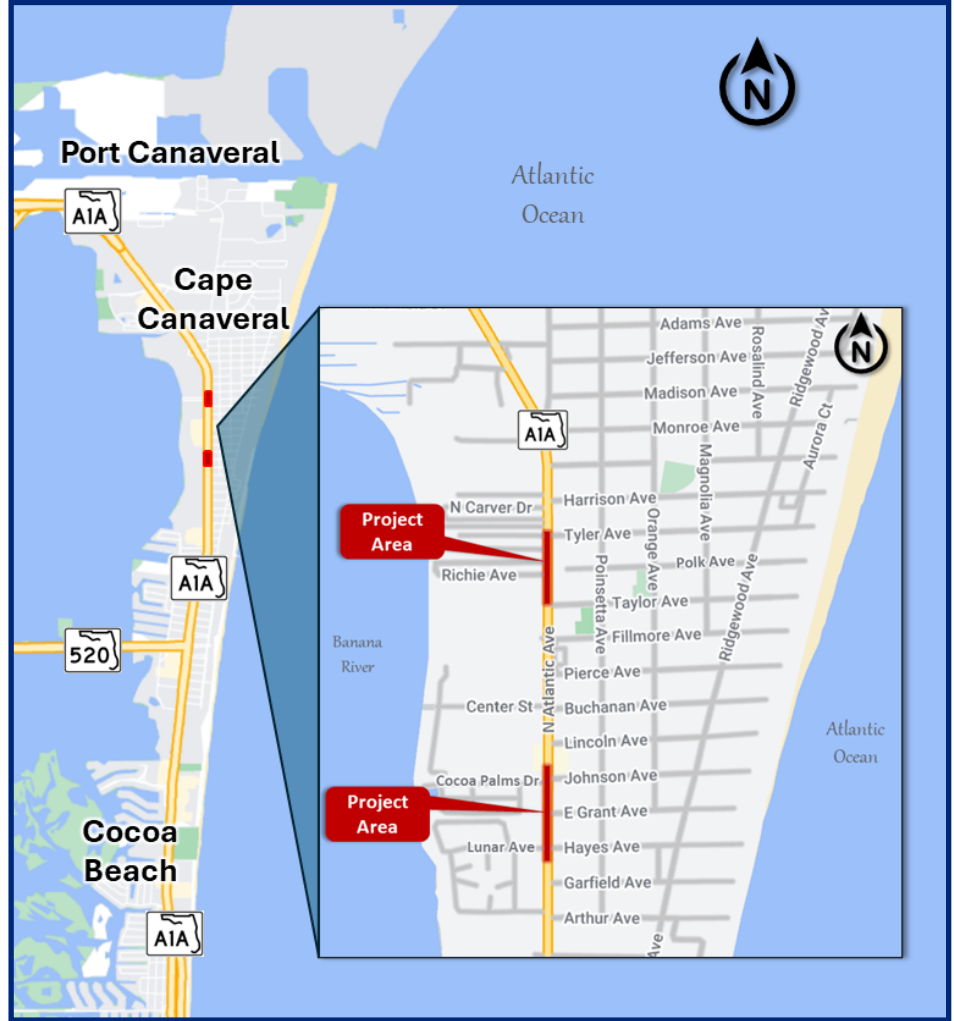 N
Port Canaveral
Atlantic
Ocean
A1A
Cape
Canaveral
A1A
520
Cocoa
Beach
A1A
N
Adams Ave
Rosalind Ave
Ridgewood Av
Jefferson Ave
Madison Ave
A1A
Monroe Ave
Aurora Ct
Magnolia Ave
Harrison Ave
N Carver Dr
Project
Area
Orange Ave
Tyler Ave
Poinsetta Ave
Polk Ave
Ridgewood Ave
Richie Ave
Taylor Ave
Banana
River
N Atlantic Ave
Fillmore Ave
Pierce Ave
Center St
Buchanan Ave
Atlantic
Ocean
Lincoln Ave
Cocoa Palms Dr
Johnson Ave
Project
Area
E Grant Ave
Lunar Ave
Hayes Ave
Garfield Ave
Arthur Ave
Ave